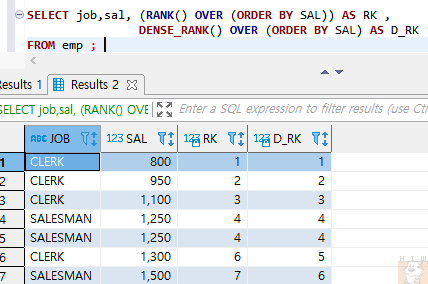 SELECT job,sal, (RANK() OVER (ORDER BY SAL)) AS RK ,
DENSE_RANK() OVER (ORDER BY SAL) AS D_RK
FROM emp ;
Results 1 Results 2
SELECT job,sal, (RANK() OVE Enter a SQL expression to filter results (use Ctr
ABC JOB 123 SAL 123 RK 123 D_RK
1 CLERK 800 1 1
2 CLERK 950 2 2
3 CLERK 1,100 3 3
4 SALESMAN 1,250 4 4
5 SALESMAN 1,250 4 4
6 CLERK 1,300 6 5
7 SALESMAN 1,500 7 6